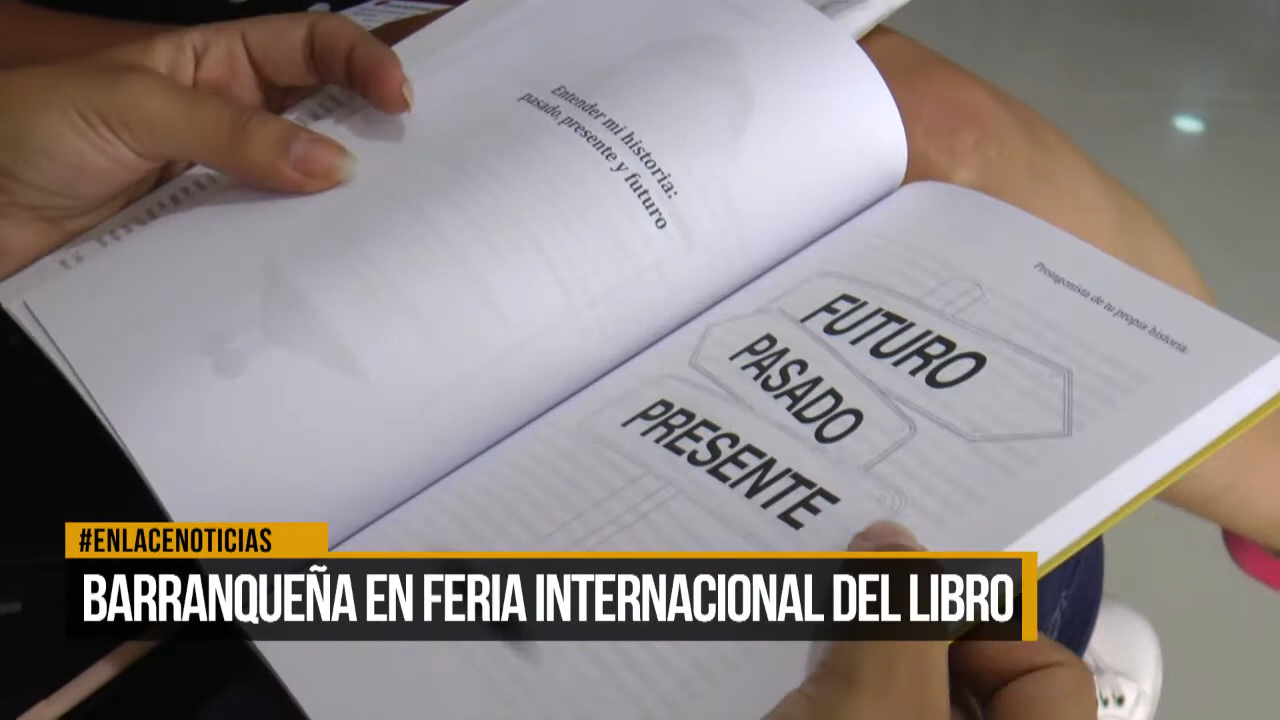 Entender mi historia:
pasado, presente y futuro
Protagonista de tu propia historia.
FUTURO
PASADO
PRESENTE
#ENLACENOTICIAS
BARRANQUEÑA EN FERIA INTERNACIONAL DEL LIBRO